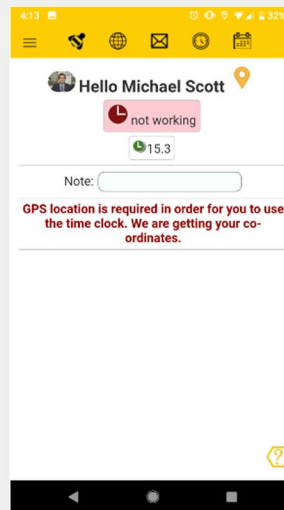 4:13
32%
Hello Michael Scott
not working
15.3
Note:
GPS location is required in order for you to use
the time clock. We are getting your co-
ordinates.
?